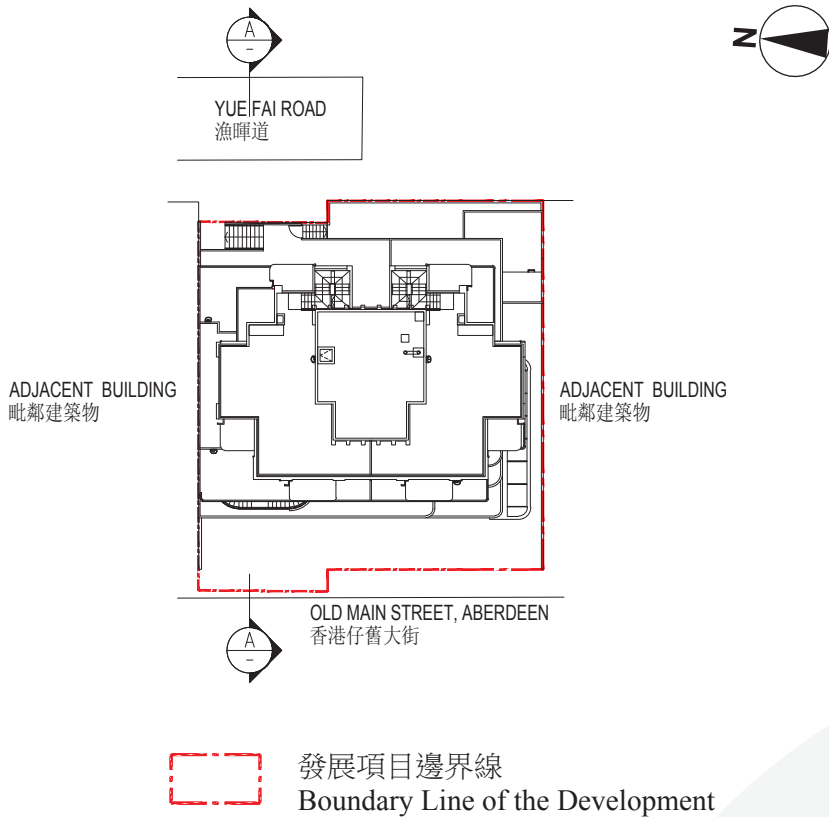 A
–
N
YUE FAI ROAD
漁暉道
ADJACENT BUILDING
毗鄰建築物
ADJACENT BUILDING
毗鄰建築物
OLD MAIN STREET, ABERDEEN
香港仔舊大街
A
–
發展項目邊界線
Boundary Line of the Development